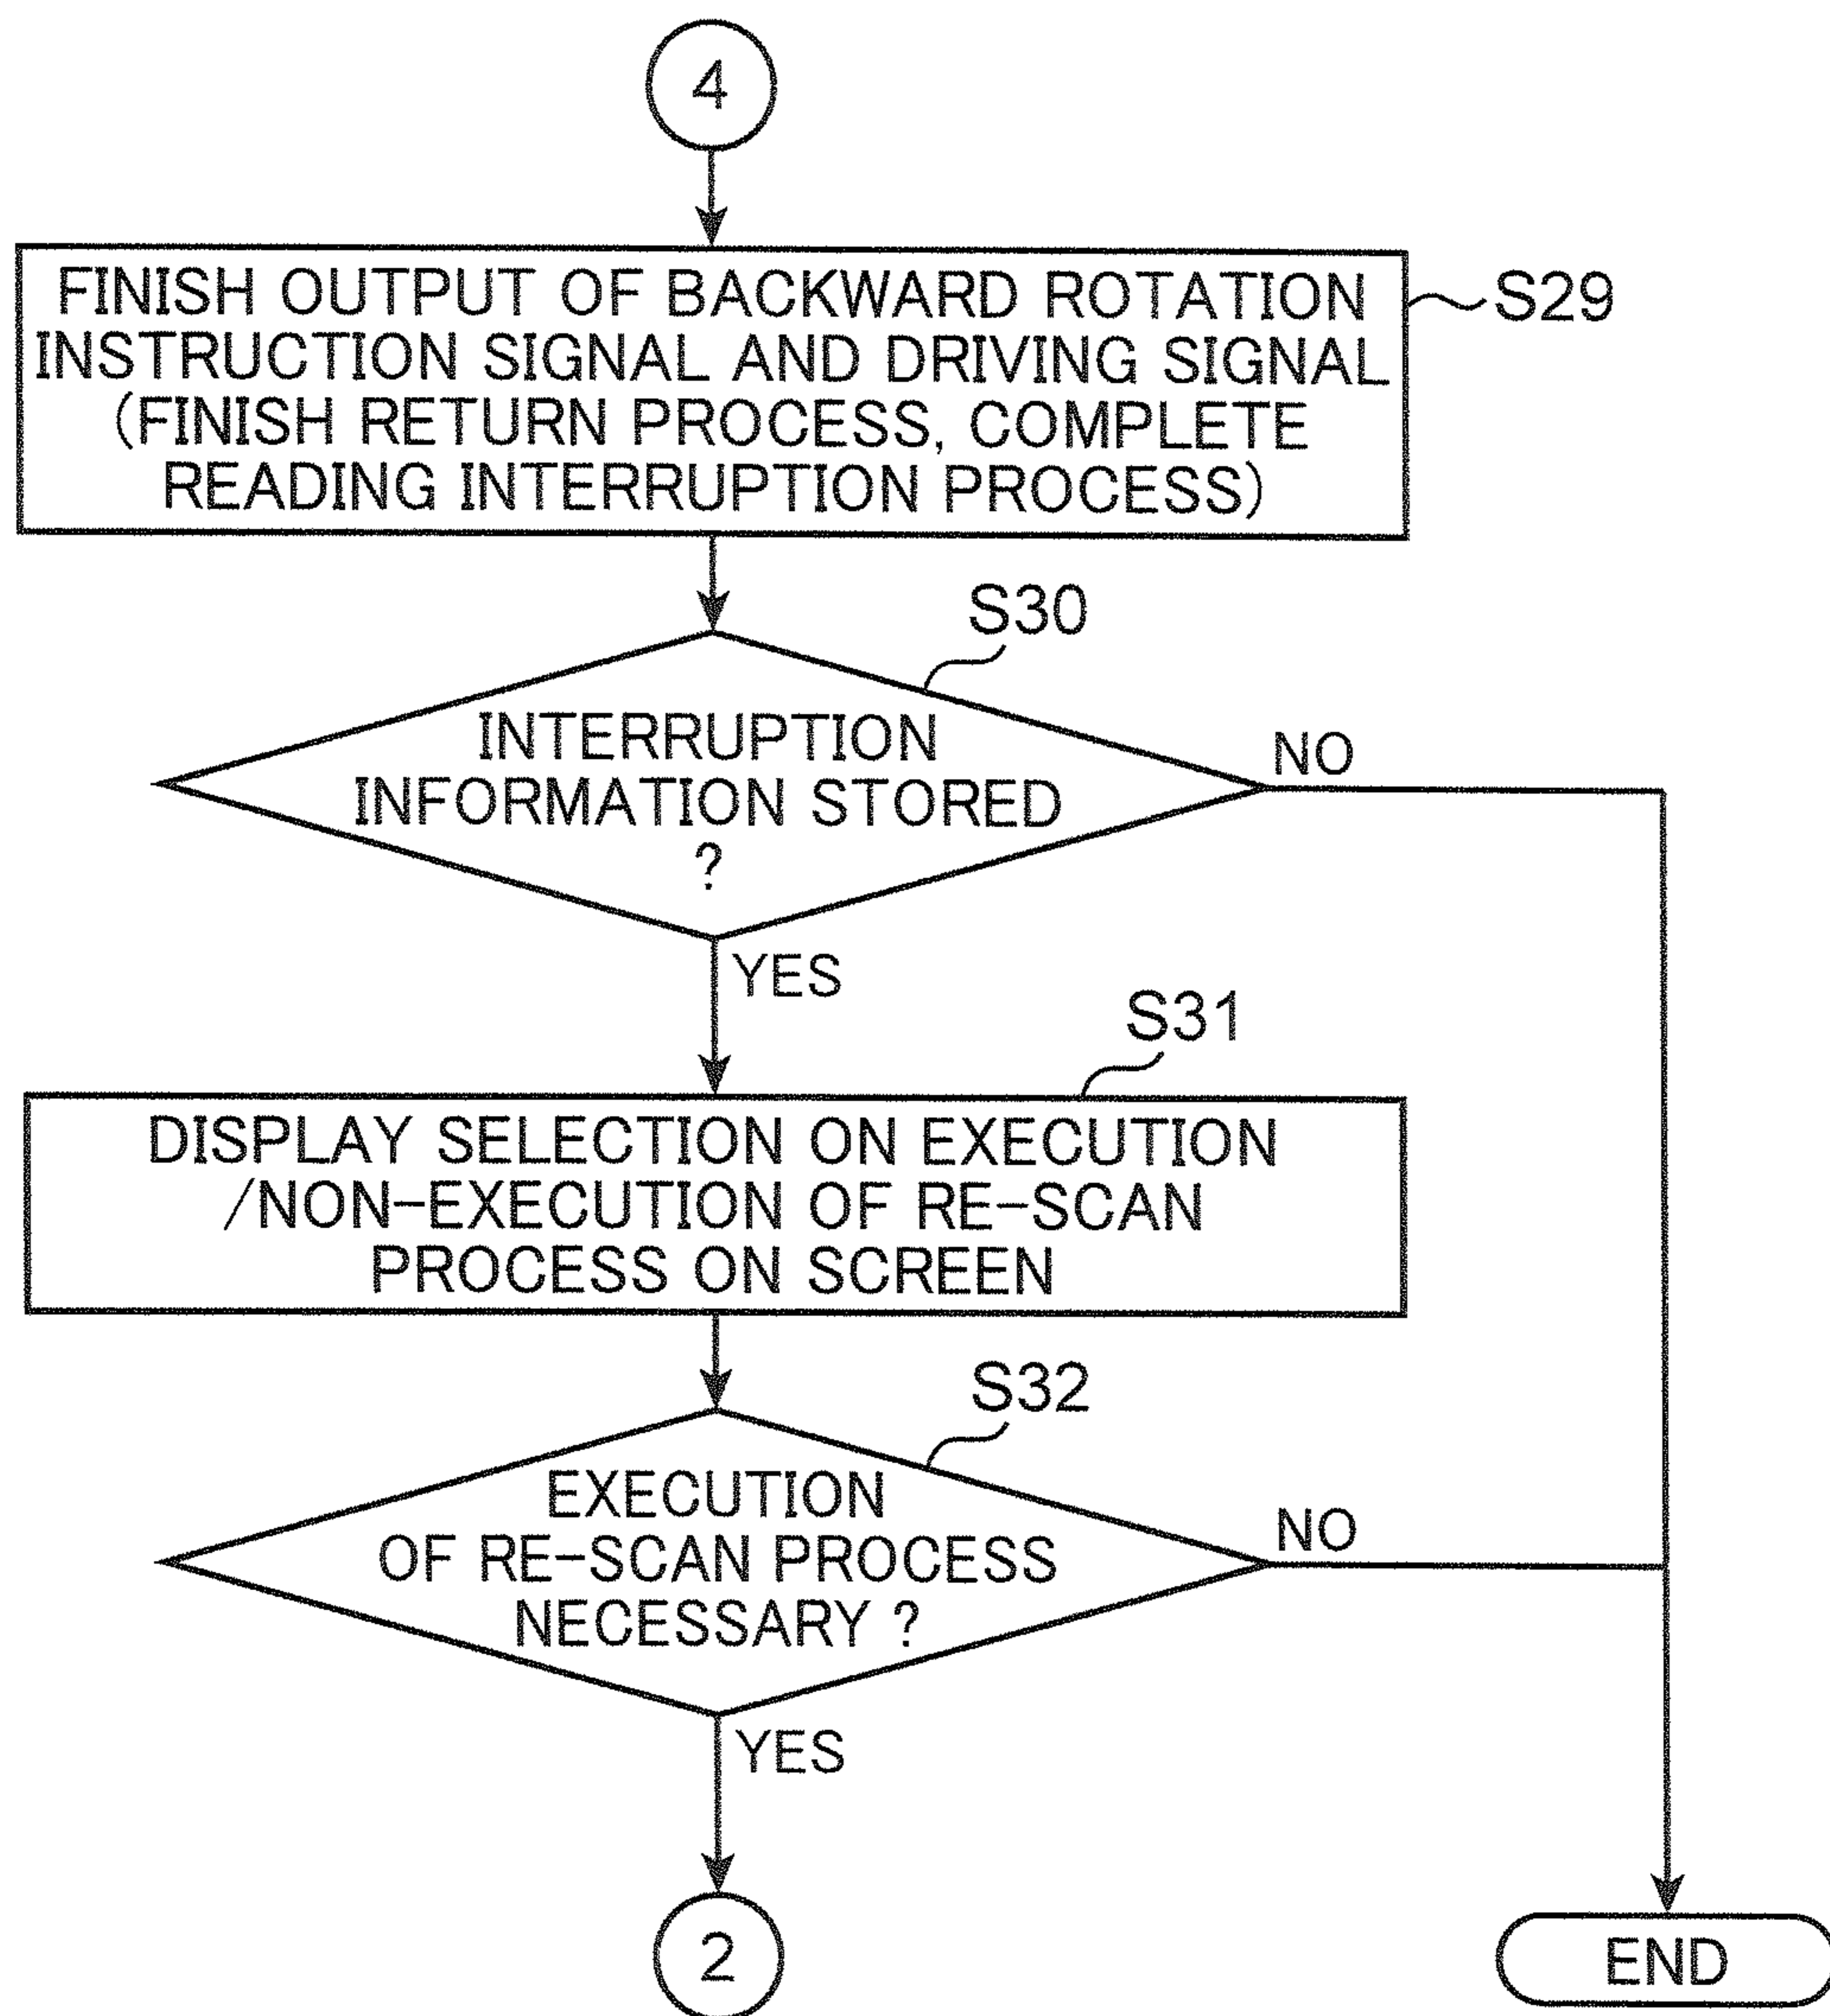 4
FINISH OUTPUT OF BACKWARD ROTATION
INSTRUCTION SIGNAL AND DRIVING SIGNAL
(FINISH RETURN PROCESS, COMPLETE
READING INTERRUPTION PROCESS)
S29
S30
INTERRUPTION
INFORMATION STORED
?
NO
YES
S31
DISPLAY SELECTION ON EXECUTION
/NON-EXECUTION OF RE-SCAN
PROCESS ON SCREEN
S32
EXECUTION
OF RE-SCAN PROCESS
NECESSARY ?
NO
YES
2
END